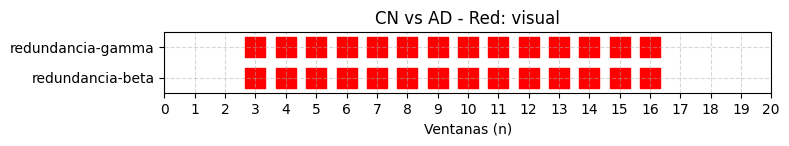 CN vs AD - Red: visual
redundancia-gamma
redundancia-beta
0 1 2 3 4 5 6 7 8 9 10 11 12 13 14 15 16 17 18 19 20
Ventanas (n)